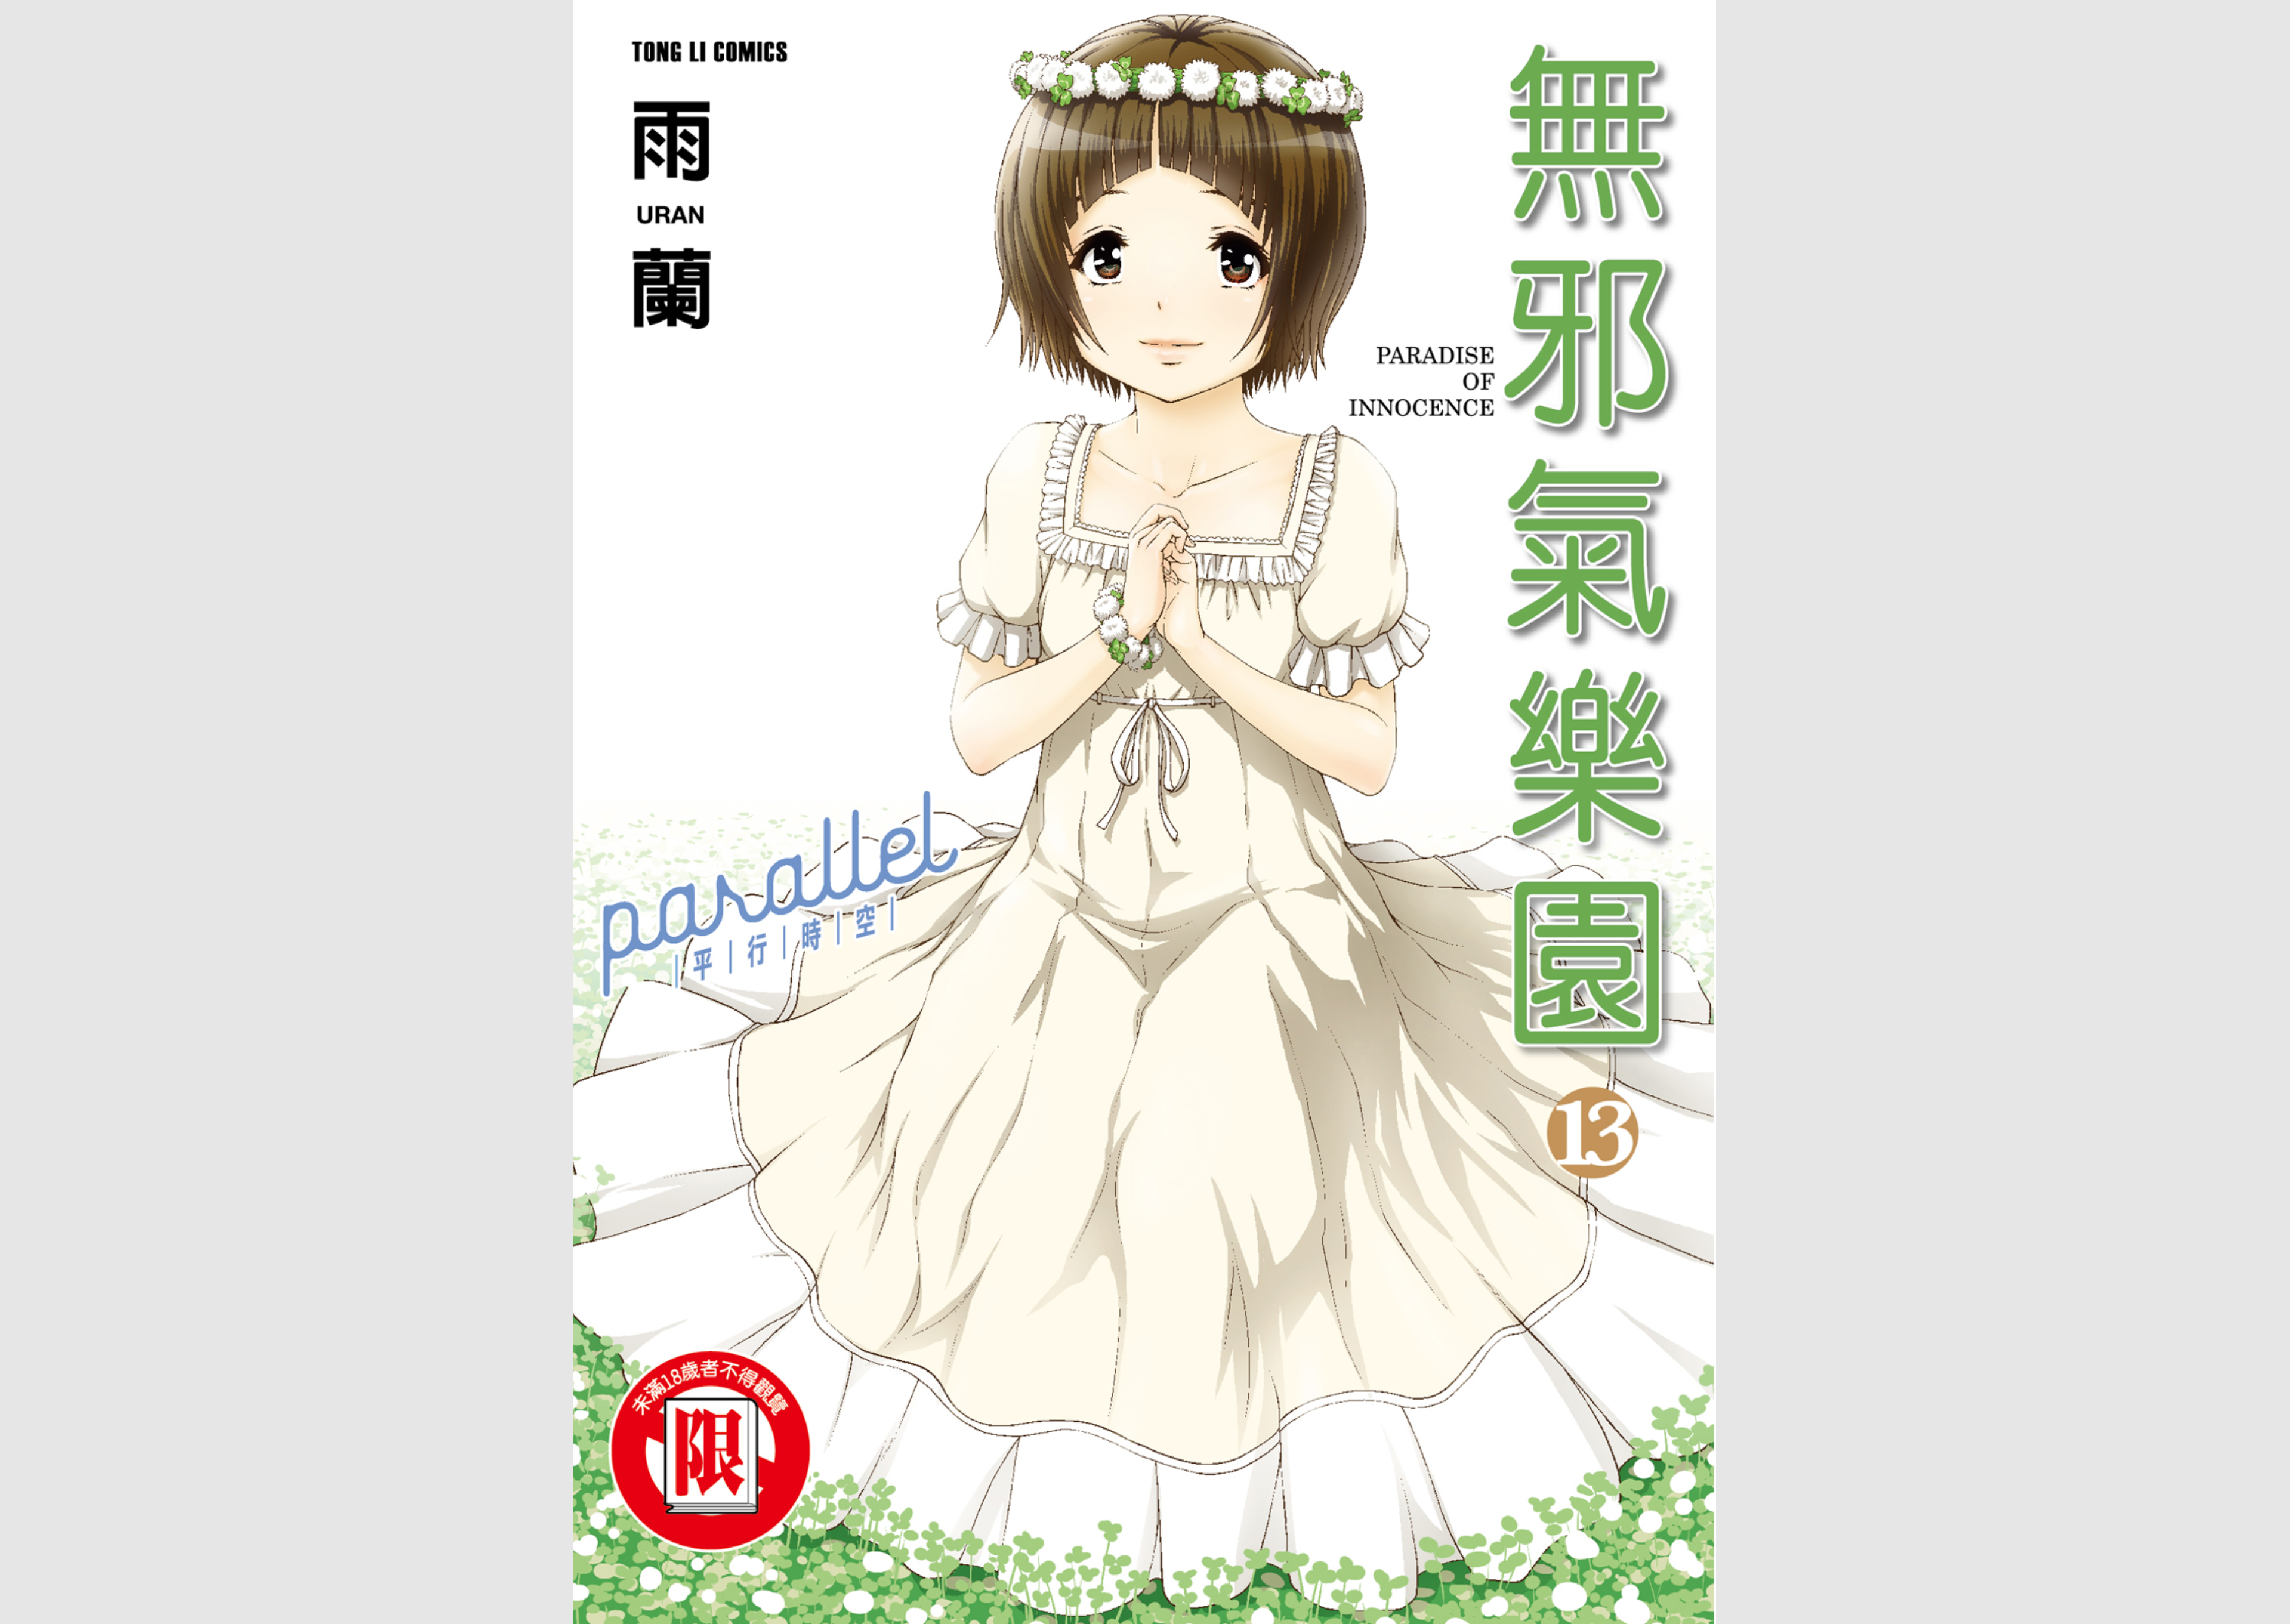 TONG LI COMICS
雨
URAN
蘭
無邪氣樂園
PARADISE
OF
INNOCENCE
parallel
|平|行|時|空|
13
未滿18歲者不得觀覽
限